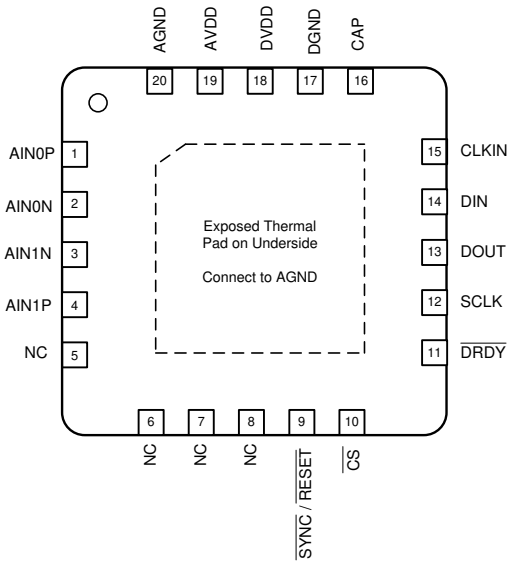 AGND
AVDD
DVDD
DGND
CAP
20
19
18
17
16
AIN0P
1
AIN0N
2
AIN1N
3
AIN1P
4
NC
5
Exposed Thermal
Pad on Underside
Connect to AGND
15
CLKIN
14
DIN
13
DOUT
12
SCLK
11
DRDY
6
7
8
9
10
NC
NC
NC
SYNC / RESET
CS